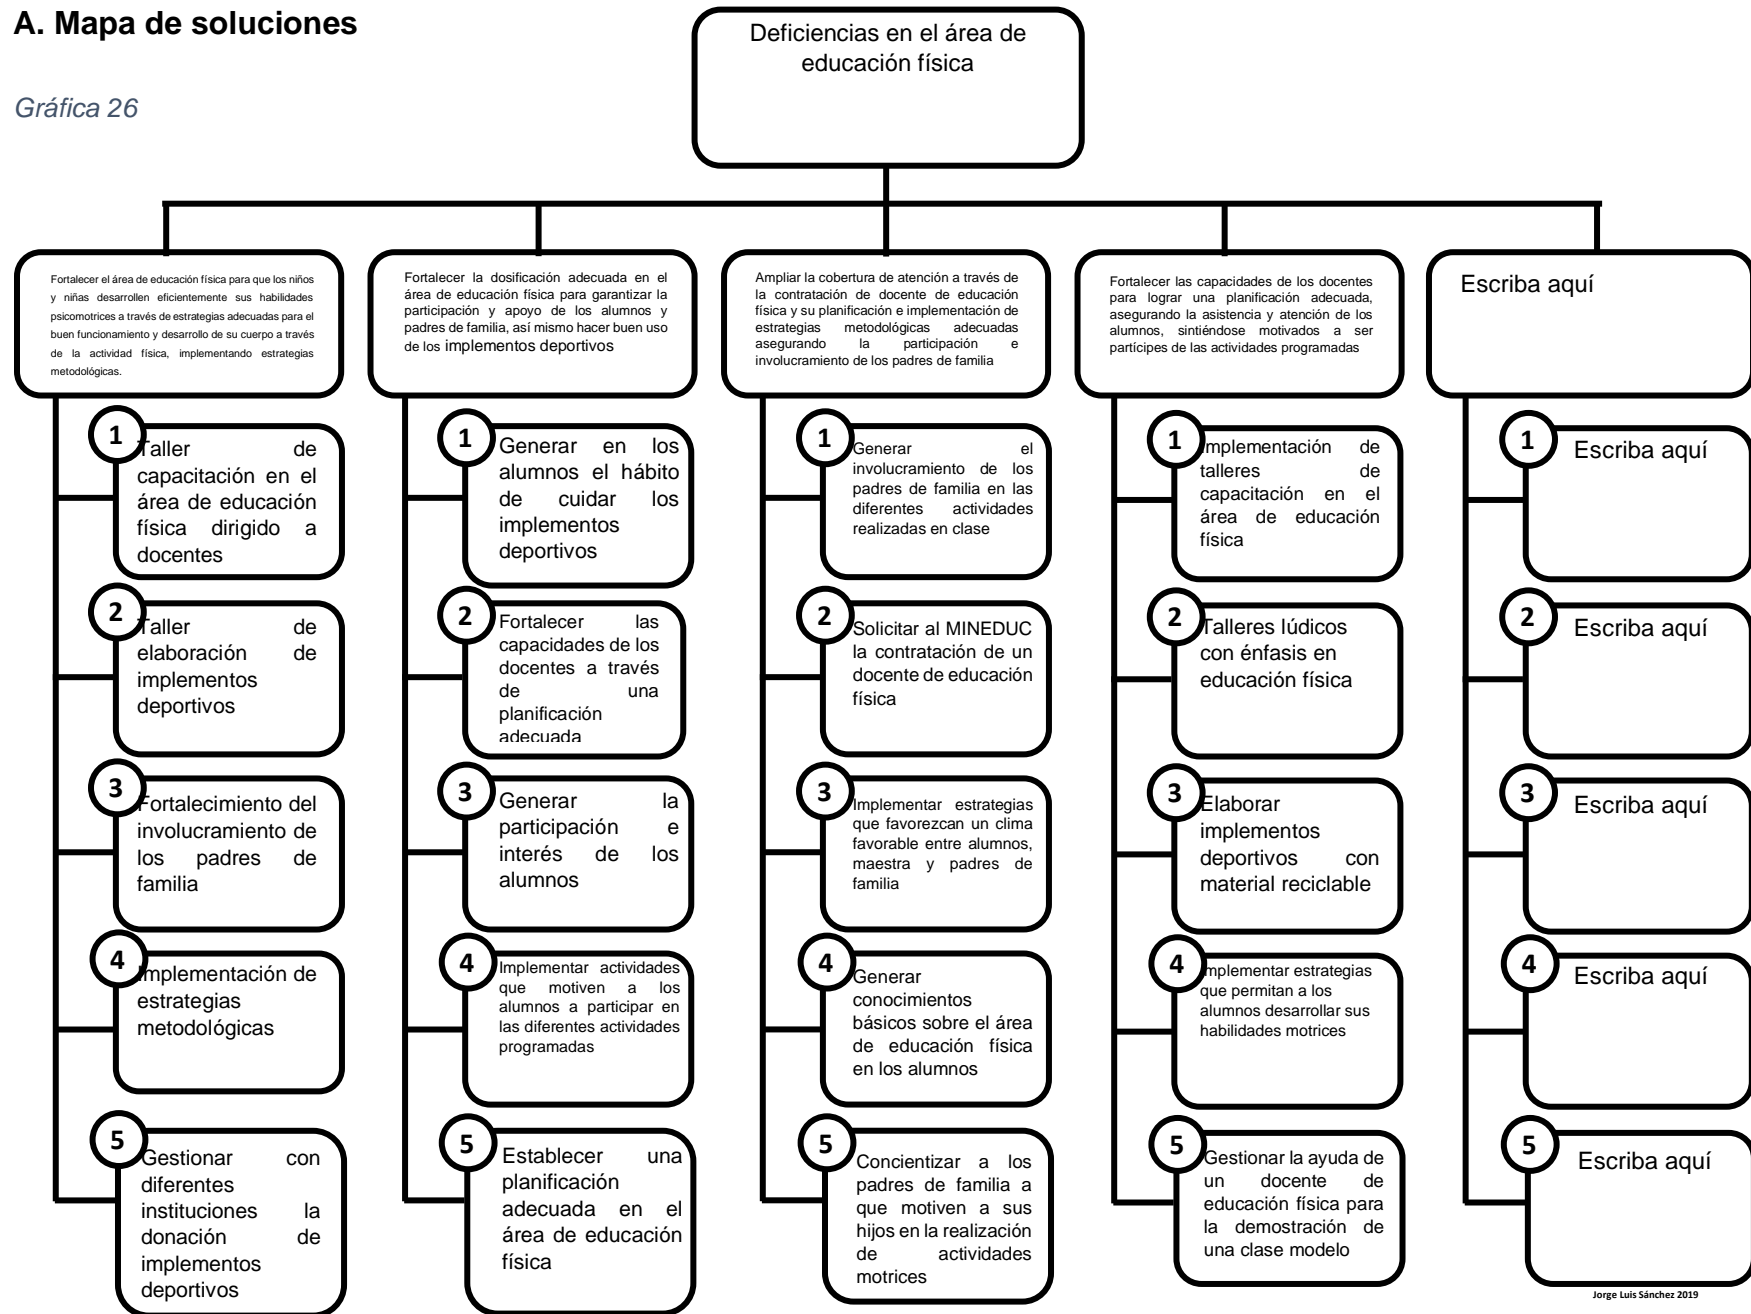 A. Mapa de soluciones
Gráfica 26
Deficiencias en el área de
educación física
Fortalecer el área de educación física para que los niños
y niñas desarrollen eficientemente sus habilidades
psicomotrices a través de estrategias adecuadas para el
buen funcionamiento y desarrollo de su cuerpo a través
de la actividad física, implementando estrategias
metodológicas.
1
Taller de
capacitación en el
área de educación
física dirigido a
docentes
2
Taller de
elaboración de
implementos
deportivos
3
Fortalecimiento del
involucramiento de
los padres de
familia
4
Implementación de
estrategias
metodológicas
5
Gestionar con
diferentes
instituciones la
donación de
implementos
deportivos
Fortalecer la dosificación adecuada en el
área de educación física para garantizar la
participación y apoyo de los alumnos y
padres de familia, así mismo hacer buen uso
de los implementos deportivos
1
Generar en los
alumnos el hábito
de cuidar los
implementos
deportivos
2
Fortalecer las
capacidades de los
docentes a través
de una
planificación
adecuada
3
Generar la
participación e
interés de los
alumnos
4
Implementar actividades
que motiven a los
alumnos a participar en
las diferentes actividades
programadas
5
Establecer una
planificación
adecuada en el
área de educación
física
Ampliar la cobertura de atención a través de
la contratación de docente de educación
física y su planificación e implementación de
estrategias metodológicas adecuadas
asegurando la participación e
involucramiento de los padres de familia
1
Generar el
involucramiento de los
padres de familia en las
diferentes actividades
realizadas en clase
2
Solicitar al MINEDUC
la contratación de un
docente de educación
física
3
Implementar estrategias
que favorezcan un clima
favorable entre alumnos,
maestra y padres de
familia
4
Generar
conocimientos
básicos sobre el área
de educación física
en los alumnos
5
Concientizar a los
padres de familia a
que motiven a sus
hijos en la realización
de actividades
motrices
Fortalecer las capacidades de los docentes
para lograr una planificación adecuada,
asegurando la asistencia y atención de los
alumnos, sintiéndose motivados a ser
partícipes de las actividades programadas
1
Implementación de
talleres de
capacitación en el
área de educación
física
2
Talleres lúdicos
con énfasis en
educación física
3
Elaborar
implementos
deportivos con
material reciclable
4
Implementar estrategias
que permitan a los
alumnos desarrollar sus
habilidades motrices
5
Gestionar la ayuda de
un docente de
educación física para
la demostración de
una clase modelo
Escriba aquí
1
Escriba aquí
2
Escriba aquí
3
Escriba aquí
4
Escriba aquí
5
Escriba aquí
Jorge Luis Sánchez 2019